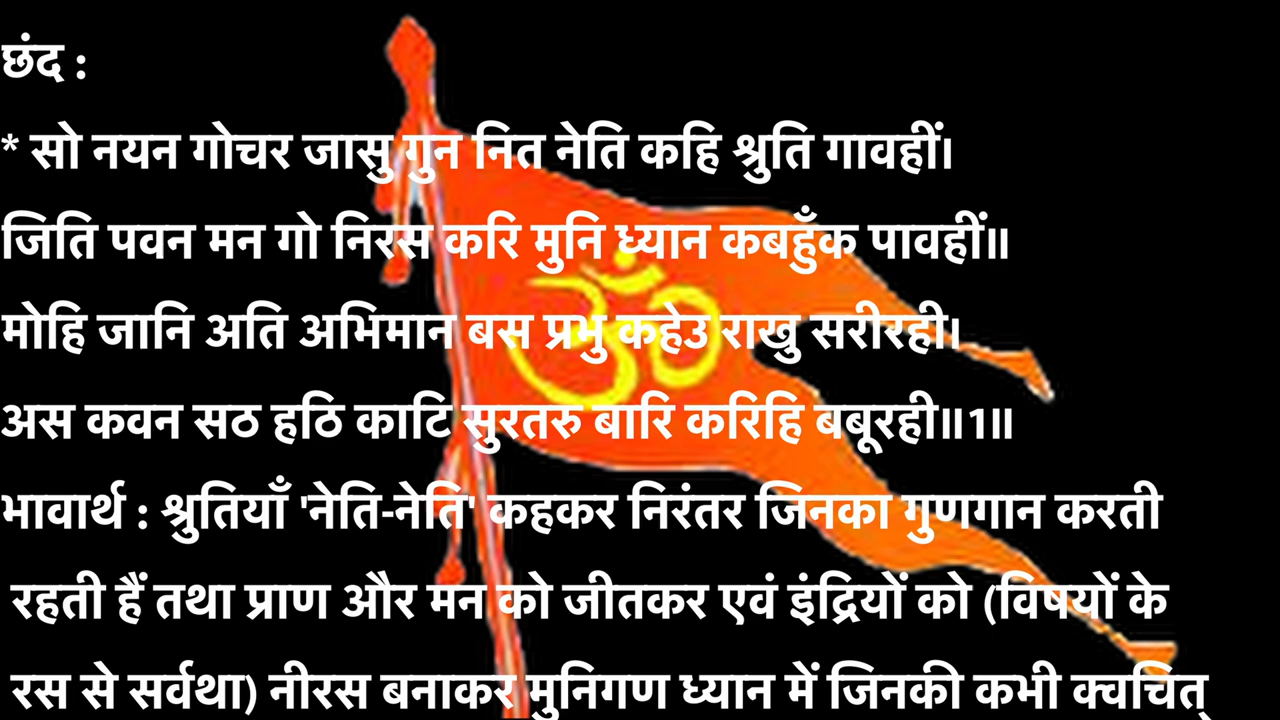 छंद :
* सो नयन गोचर जासु गुन नित नेति कहि श्रुति गावहीं।
जिति पवन मन गो निरस करि मुनि ध्यान कबहुँक पावहीं॥
मोहि जानि अति अभिमान बस प्रभु कहेउ राखु सरीरही।
अस कवन सठ हठि काटि सुरतरु बारि करिहि बबूरही॥1॥
भावार्थ : श्रुतियाँ 'नेति-नेति' कहकर निरंतर जिनका गुणगान करती
रहती हैं तथा प्राण और मन को जीतकर एवं इंद्रियों को (विषयों के
रस से सर्वथा) नीरस बनाकर मुनिगण ध्यान में जिनकी कभी क्वचित्
ॐ